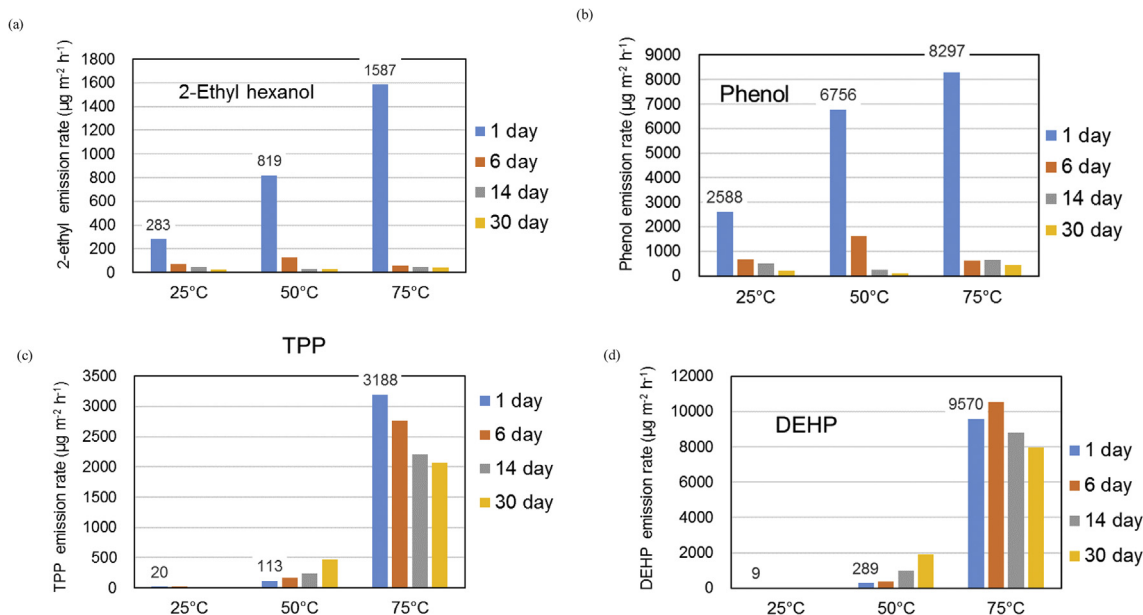 (a)
2-ethyl emission rate (µg m⁻² h⁻¹)
1800
1600
1400
1200
1000
800
600
400
200
0
2-Ethyl hexanol
283
819
1587
25°C
50°C
75°C
1 day
6 day
14 day
30 day
(b)
Phenol emission rate (µg m⁻² h⁻¹)
9000
8000
7000
6000
5000
4000
3000
2000
1000
0
Phenol
2588
6756
8297
25°C
50°C
75°C
1 day
6 day
14 day
30 day
(c)
TPP
TPP emission rate (µg m⁻² h⁻¹)
3500
3000
2500
2000
1500
1000
500
0
20
113
3188
25°C
50°C
75°C
1 day
6 day
14 day
30 day
(d)
DEHP emission rate (µg m⁻² h⁻¹)
12000
10000
8000
6000
4000
2000
0
DEHP
9
289
9570
25°C
50°C
75°C
1 day
6 day
14 day
30 day